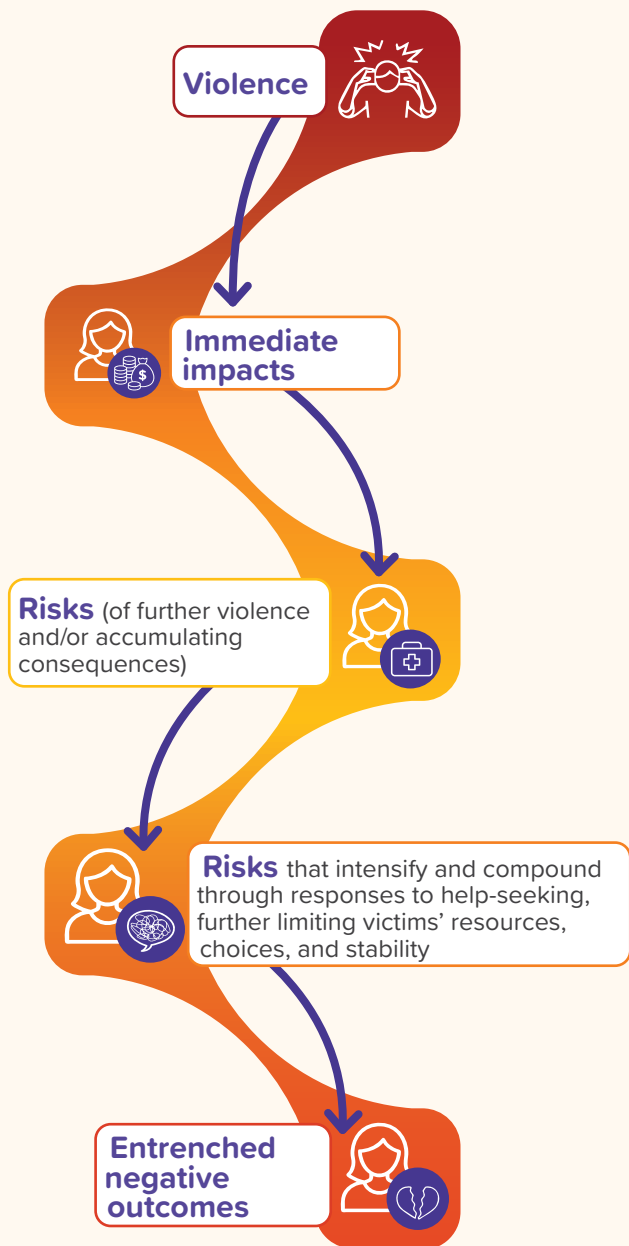 Violence
Immediate
impacts
Risks (of further violence
and/or accumulating
consequences)
Risks that intensify and compound
through responses to help-seeking,
further limiting victims’ resources,
choices, and stability
Entrenched
negative
outcomes